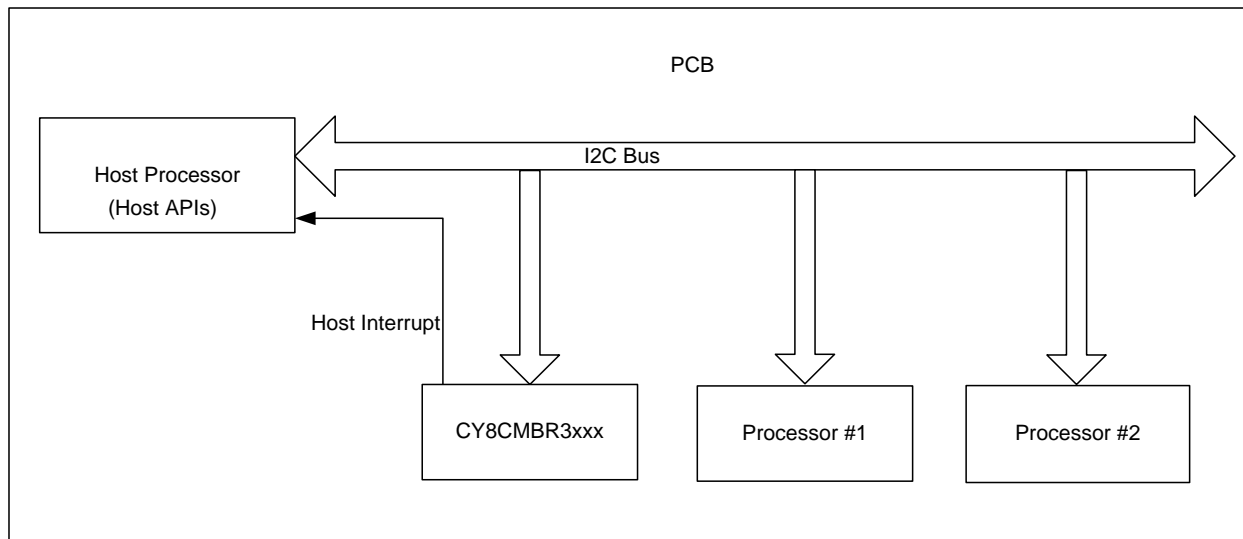 PCB
I2C Bus
Host Processor
(Host APIs)
Host Interrupt
CY8CMBR3xxx
Processor #1
Processor #2